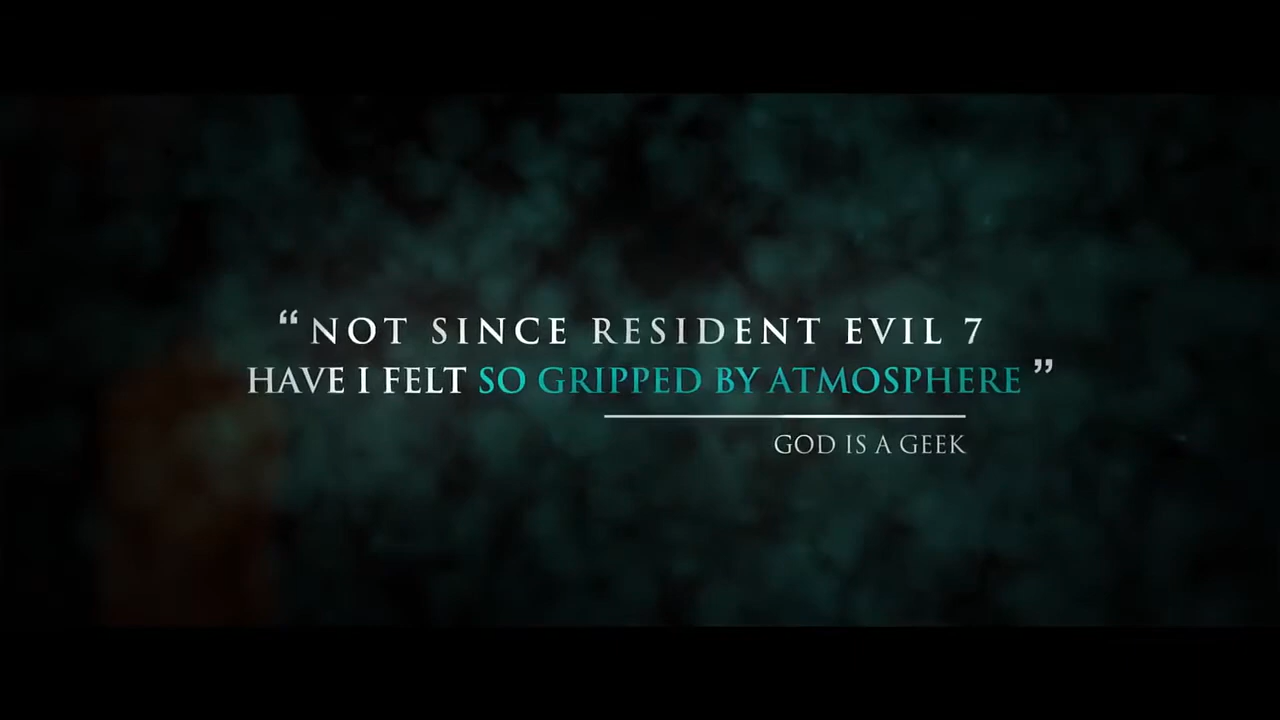 “NOT SINCE RESIDENT EVIL 7
HAVE I FELT SO GRIPPED BY ATMOSPHERE”
GOD IS A GEEK